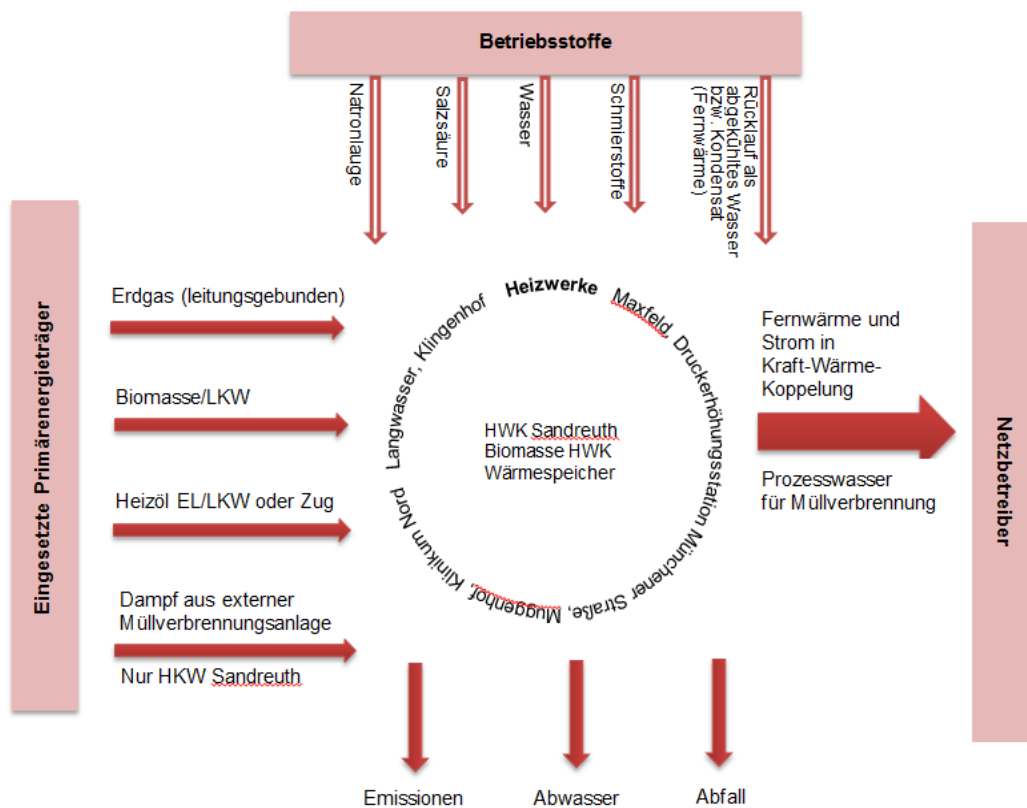 Betriebsstoffe
Natronlauge
Salzsäure
Wasser
Schmierstoffe
Rücklauf als
abgekühltes Wasser
bzw. Kondensat
(Fernwärme)
Eingesetzte Primärenergieträger
Erdgas (leitungsgebunden)
Biomasse/LKW
Heizöl EL/LKW oder Zug
Dampf aus externer
Müllverbrennungsanlage
Nur HKW Sandreuth
Heizwerke Maxfeld, Druckerhöhungsstation Münchener Straße, Muggenhof, Klinikum Nord Langwasser, Klingenhof
HWK Sandreuth
Biomasse HWK
Wärmespeicher
Fernwärme und
Strom in
Kraft-Wärme-
Koppelung
Prozesswasser
für Müllverbrennung
Netzbetreiber
Emissionen
Abwasser
Abfall